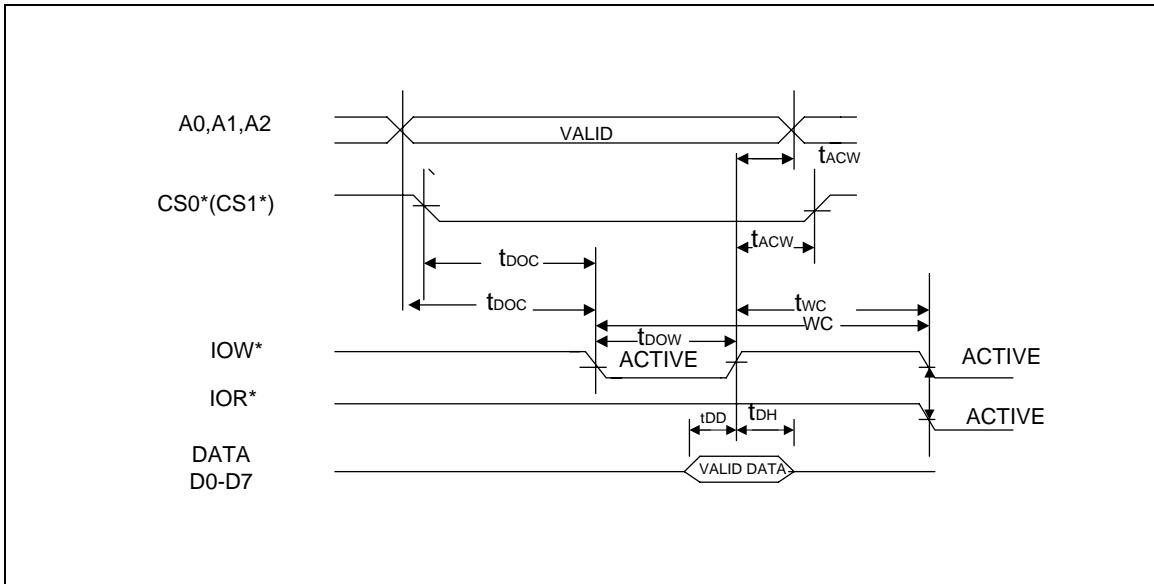 A0,A1,A2
VALID
tACW
CS0*(CS1*)
tACW
tDOC
tDOC
tWC
WC
tDOW
IOW*
ACTIVE
ACTIVE
IOR*
ACTIVE
tDD
tDH
DATA
D0-D7
VALID DATA